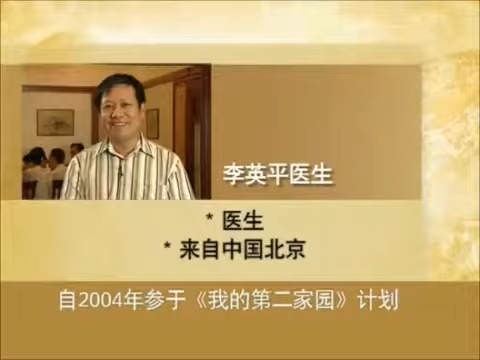 李英平医生
* 医生
* 来自中国北京
自2004年参于《我的第二家园》计划